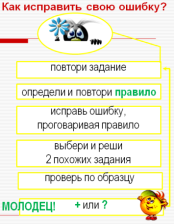 Как исправить свою ошибку?
повтори задание
определи и повтори правило
исправь ошибку,
проговаривая правило
выбери и реши
2 похожих задания
проверь по образцу
МОЛОДЕЦ! + или ?